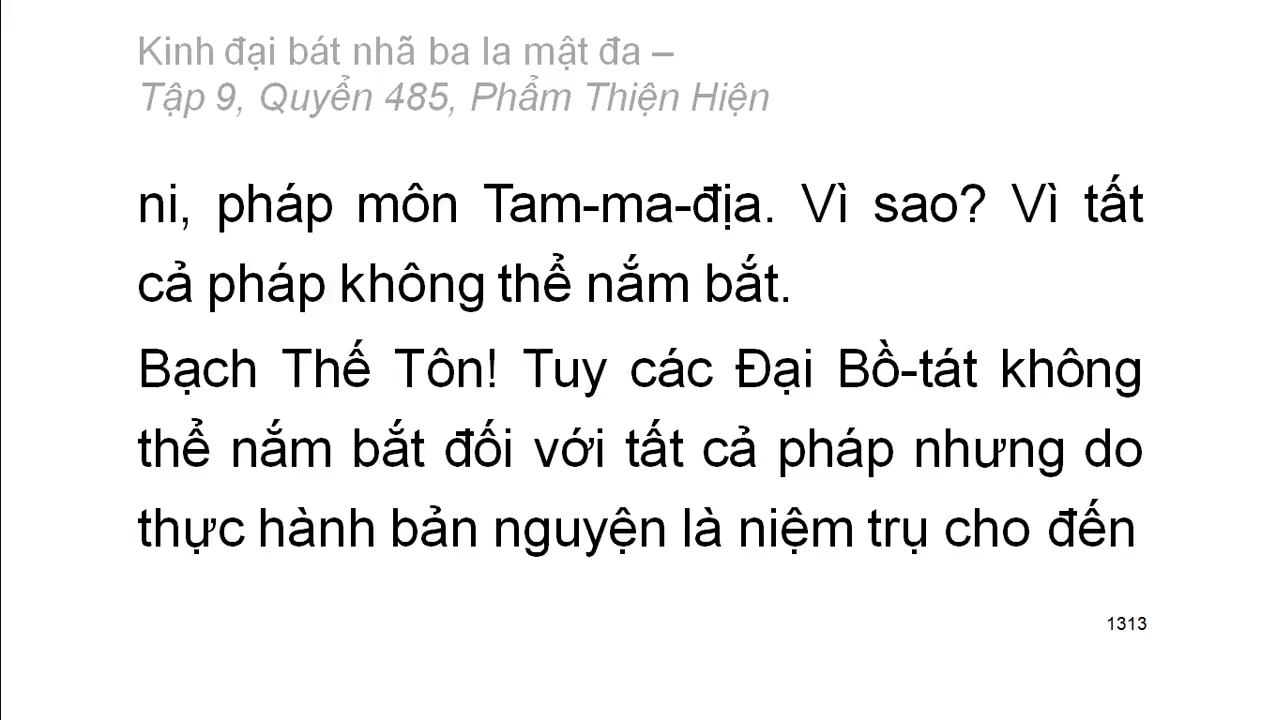 Kinh đại bát nhã ba la mật đa –
Tập 9, Quyển 485, Phẩm Thiện Hiện
ni, pháp môn Tam-ma-địa. Vì sao? Vì tất
cả pháp không thể nắm bắt.
Bạch Thế Tôn! Tuy các Đại Bồ-tát không
thể nắm bắt đối với tất cả pháp nhưng do
thực hành bản nguyện là niệm trụ cho đến
1313